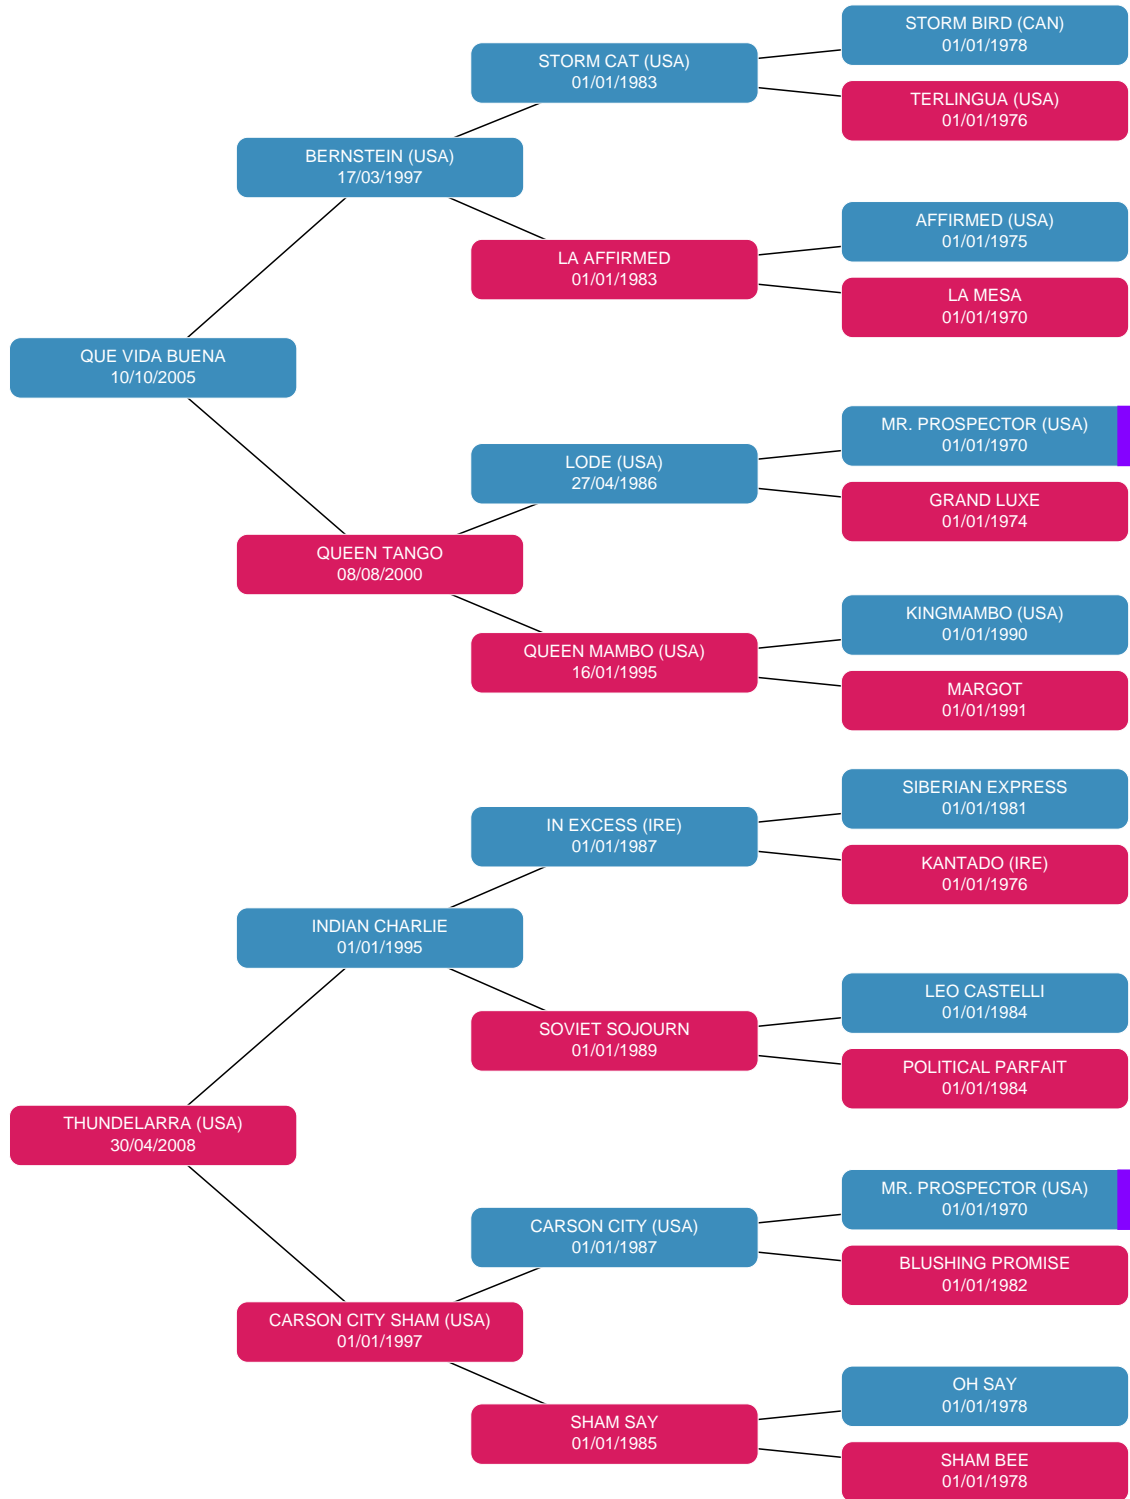 STORM BIRD (CAN)
01/01/1978
STORM CAT (USA)
01/01/1983
TERLINGUA (USA)
01/01/1976
BERNSTEIN (USA)
17/03/1997
AFFIRMED (USA)
01/01/1975
LA AFFIRMED
01/01/1983
LA MESA
01/01/1970
QUE VIDA BUENA
10/10/2005
MR. PROSPECTOR (USA)
01/01/1970
LODE (USA)
27/04/1986
GRAND LUXE
01/01/1974
QUEEN TANGO
08/08/2000
KINGMAMBO (USA)
01/01/1990
QUEEN MAMBO (USA)
16/01/1995
MARGOT
01/01/1991
SIBERIAN EXPRESS
01/01/1981
IN EXCESS (IRE)
01/01/1987
KANTADO (IRE)
01/01/1976
INDIAN CHARLIE
01/01/1995
LEO CASTELLI
01/01/1984
SOVIET SOJOURN
01/01/1989
POLITICAL PARFAIT
01/01/1984
THUNDELARRA (USA)
30/04/2008
MR. PROSPECTOR (USA)
01/01/1970
CARSON CITY (USA)
01/01/1987
BLUSHING PROMISE
01/01/1982
CARSON CITY SHAM (USA)
01/01/1997
OH SAY
01/01/1978
SHAM SAY
01/01/1985
SHAM BEE
01/01/1978